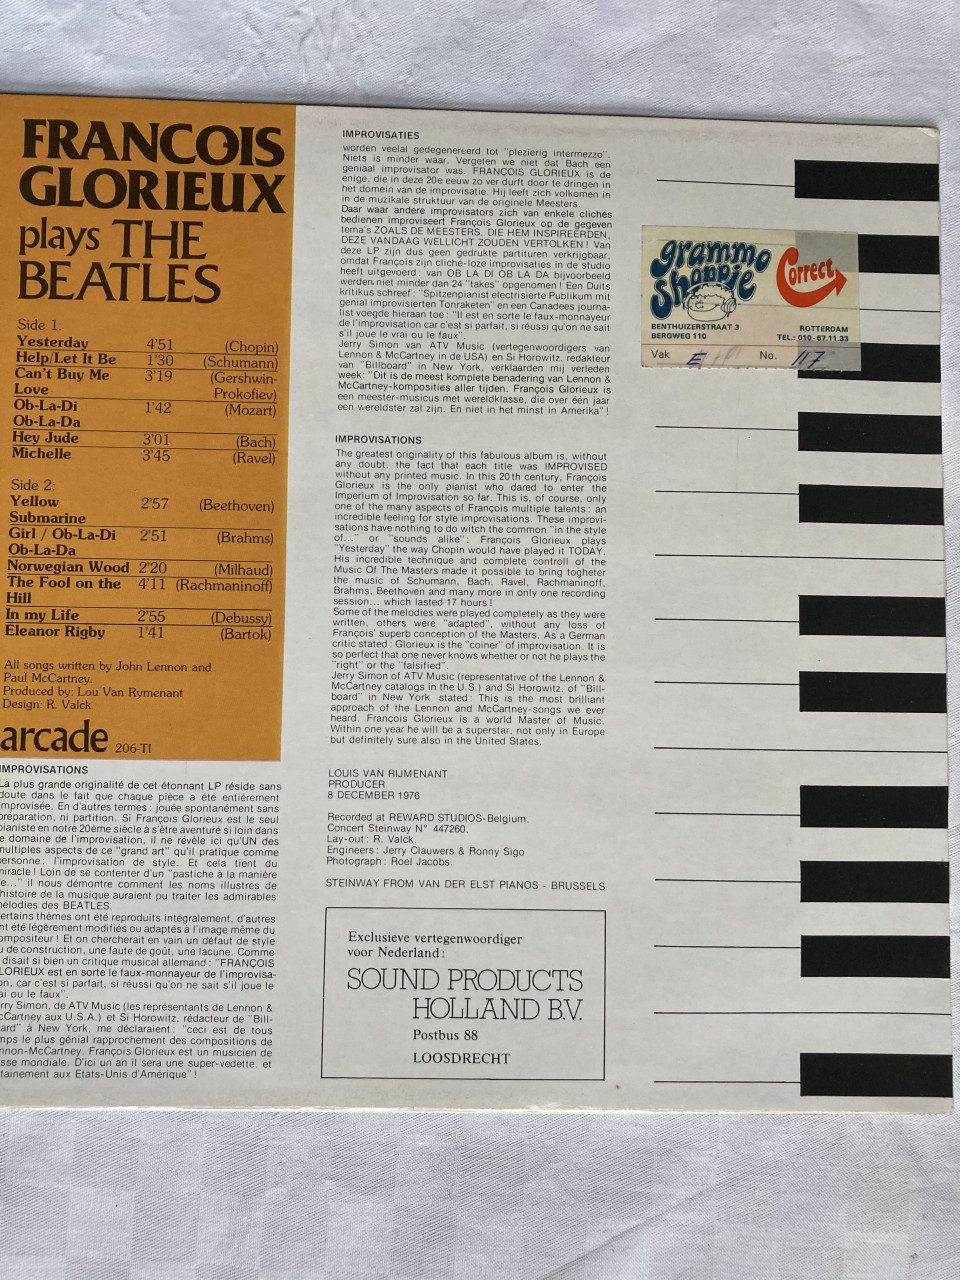 FRANÇOIS
GLORIEUX
plays THE
BEATLES
Side 1:
Yesterday 4'51 (Chopin)
Help/Let It Be 1'30 (Schumann)
Can't Buy Me 3'19 (Gershwin-
Love Prokofiev)
Ob-La-Di 1'42 (Mozart)
Ob-La-Da
Hey Jude 3'01 (Bach)
Michelle 3'45 (Ravel)
Side 2:
Yellow 2'57 (Beethoven)
Submarine
Girl / Ob-La-Di 2'51 (Brahms)
Ob-La-Da
Norwegian Wood 2'20 (Milhaud)
The Fool on the 4'11 (Rachmaninoff)
Hill
In my Life 2'55 (Debussy)
Eleanor Rigby 1'41 (Bartok)
All songs written by John Lennon and
Paul McCartney.
Produced by: Lou Van Rymenant
Design: R. Valck
arcade 206-TI
IMPROVISATIONS
La plus grande originalité de cet étonnant LP réside sans
doute dans le fait que chaque pièce a été entièrement
improvisée. En d'autres termes : jouée spontanément sans
préparation, ni partition. Si François Glorieux est le seul
pianiste en notre 20ème siècle à s'être aventuré si loin dans
le domaine de l'improvisation, il ne révèle ici qu'UN des
multiples aspects de ce "grand art" qu'il pratique comme
personne : l'improvisation de style. Et cela tient du
miracle ! Loin de se contenter d'un "pastiche à la manière
de..." il nous démontre comment les noms illustres de
l'histoire de la musique auraient pu traiter les admirables
mélodies des BEATLES.
Certains thèmes ont été reproduits intégralement, d'autres
ont été légèrement modifiés ou adaptés à l'image même du
compositeur ! Et on chercherait en vain un défaut de style
ou de construction, une faute de goût, une lacune. Comme
disait si bien un critique musical allemand : "FRANÇOIS
GLORIEUX est en sorte le faux-monnayeur de l'improvisa-
tion, car c'est si parfait, si réussi qu'on ne sait s'il joue le
vrai ou le faux".
Jerry Simon, de ATV Music (les représentants de Lennon &
McCartney aux U.S.A.) et Si Horowitz, rédacteur de "Bill-
board" à New York, me déclaraient : "ceci est de tous
temps le plus génial rapprochement des compositions de
Lennon-McCartney. François Glorieux est un musicien de
classe mondiale. D'ici un an il sera une super-vedette, et
certainement aux Etats-Unis d'Amérique" !
IMPROVISATIES
worden veelal gedegenereerd tot "plezierig intermezzo".
Niets is minder waar. Vergeten we niet dat Bach een
geniaal improvisator was. FRANÇOIS GLORIEUX is de
enige, die in deze 20e eeuw zo ver durft door te dringen in
het domein van de improvisatie. Hij leeft zich volkomen in
in de muzikale struktuur van de originele Meesters.
Daar waar andere improvisators zich van enkele clichés
bedienen improviseert François Glorieux op de gegeven
tema's ZOALS DE MEESTERS, DIE HEM INSPIREERDEN,
DEZE VANDAAG WELLICHT ZOUDEN VERTOLKEN ! Van
deze LP zijn dus geen gedrukte partituren verkrijgbaar,
omdat François zijn cliché-loze improvisaties in de studio
heeft uitgevoerd : van OB LA DI OB LA DA bijvoorbeeld
werden niet minder dan 24 "takes" opgenomen ! Een Duits
kritikus schreef : "Spitzenpianist electrisierte Publikum mit
genial improvisierten Tonraketen" en een Canadees journa-
list voegde hieraan toe : "Il est en sorte le faux-monnayeur
de l'improvisation car c'est si parfait, si réussi qu'on ne sait
s'il joue le vrai ou le faux".
Jerry Simon van ATV Music (vertegenwoordigers van
Lennon & McCartney in de USA) en Si Horowitz, redakteur
van "Billboard" in New York, verklaarden mij verleden
week : "Dit is de meest komplete benadering van Lennon &
McCartney-komposities aller tijden. François Glorieux is
een meester-musicus met wereldklasse, die over één jaar
een wereldster zal zijn. En niet in het minst in Amerika" !
IMPROVISATIONS
The greatest originality of this fabulous album is, without
any doubt, the fact that each title was IMPROVISED
without any printed music. In this 20th century, François
Glorieux is the only pianist who dared to enter the
Imperium of Improvisation so far. This is, of course, only
one of the many aspects of François multiple talents : an
incredible feeling for style improvisations. These improvi-
sations have nothing to do witch the common "in the style
of..." or "sounds alike" : François Glorieux plays
"Yesterday" the way Chopin would have played it TODAY.
His incredible technique and complete controll of the
Music Of The Masters made it possible to bring togheter
the music of Schumann, Bach, Ravel, Rachmaninoff,
Brahms, Beethoven and many more in only one recording
session... which lasted 17 hours !
Some of the melodies were played completely as they were
written, others were "adapted", without any loss of
François' superb conception of the Masters. As a German
critic stated : Glorieux is the "coiner" of improvisation. It is
so perfect that one never knows whether or not he plays the
"right" or the "falsified".
Jerry Simon of ATV Music (representative of the Lennon &
McCartney catalogs in the U.S.) and Si Horowitz, of "Bill-
board" in New York, stated : This is the most brilliant
approach of the Lennon and McCartney-songs we ever
heard. François Glorieux is a world Master of Music.
Within one year he will be a superstar, not only in Europe
but definitely sure also in the United States.
LOUIS VAN RIJMENANT
PRODUCER
8 DECEMBER 1976
Recorded at REWARD STUDIOS-Belgium.
Concert Steinway N° 447260.
Lay-out : R. Valck.
Engineers : Jerry Clauwers & Ronny Sigo
Photograph : Roel Jacobs.
STEINWAY FROM VAN DER ELST PIANOS - BRUSSELS
Exclusieve vertegenwoordiger
voor Nederland :
SOUND PRODUCTS
HOLLAND B.V.
Postbus 88
LOOSDRECHT
grammo
shoppie
Correct
BENTHUIZERSTRAAT 3 ROTTERDAM
BERGWEG 110 TEL.: 010-67.11.33
Vak E No. 117